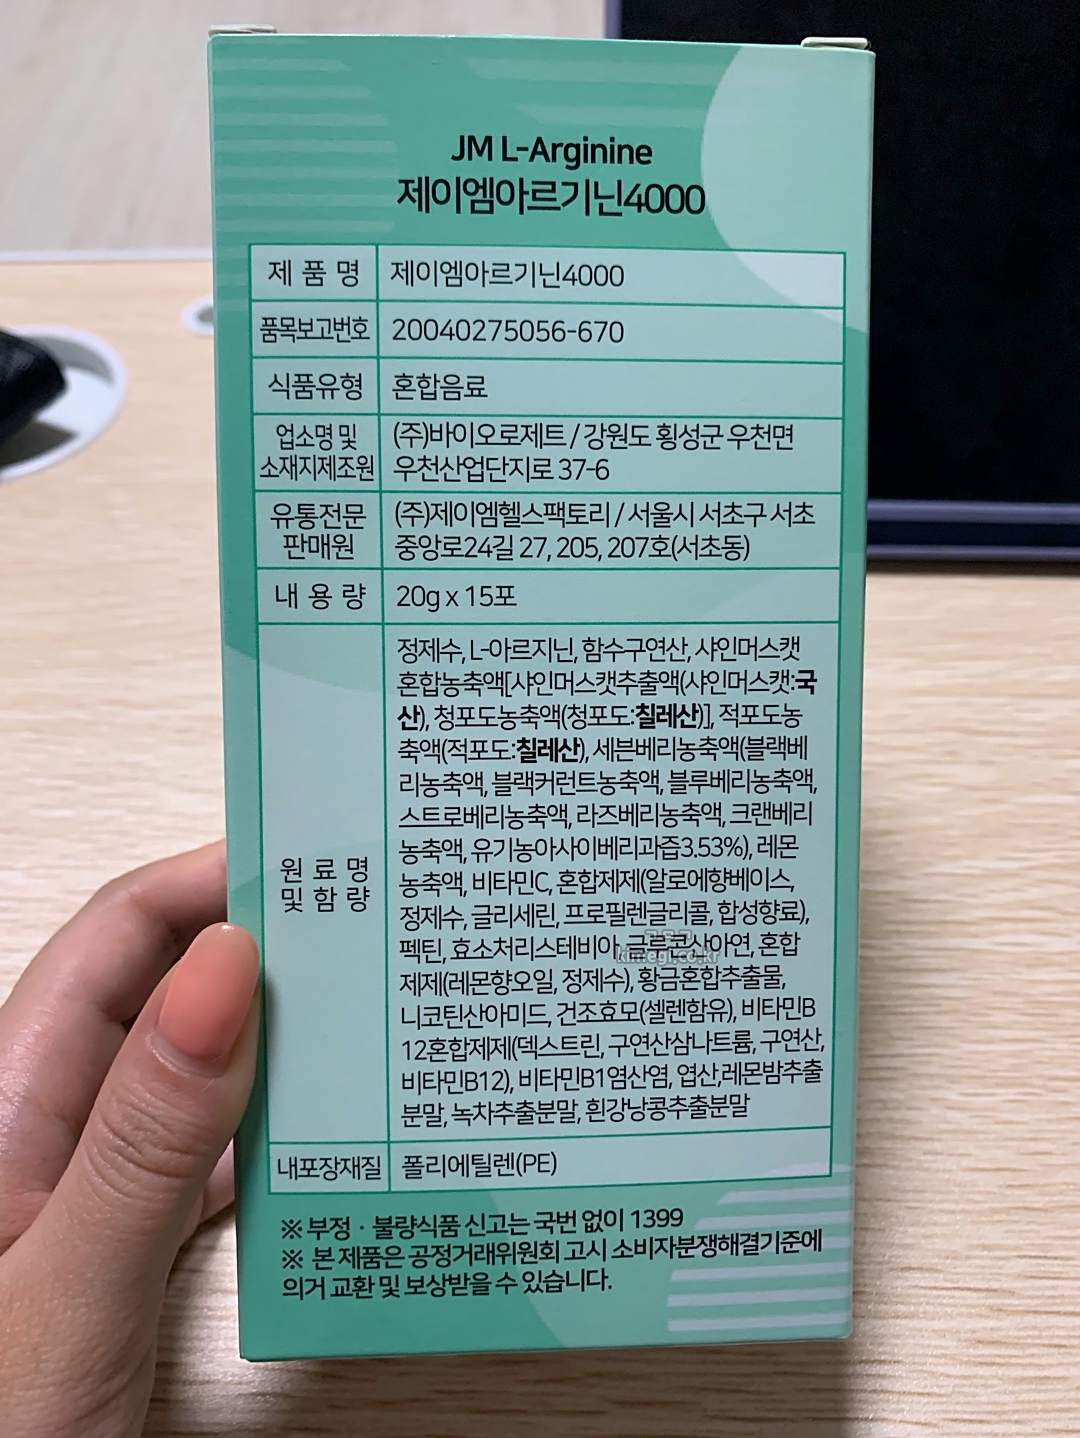 JM L-Arginine
제이엠아르기닌4000
제 품 명 제이엠아르기닌4000
품목보고번호 20040275056-670
식품유형 혼합음료
업소명 및
소재지제조원
(주)바이오로제트 / 강원도 횡성군 우천면
우천산업단지로 37-6
유통전문
판매원
(주)제이엠헬스팩토리 / 서울시 서초구 서초
중앙로24길 27, 205, 207호(서초동)
내 용 량 20g x 15포
원 료 명
및 함 량
정제수, L-아르지닌, 함수구연산, 샤인머스캣
혼합농축액[샤인머스캣추출액(샤인머스캣:국
산), 청포도농축액(청포도:칠레산)], 적포도농
축액(적포도:칠레산), 세븐베리농축액(블랙베
리농축액, 블랙커런트농축액, 블루베리농축액,
스트로베리농축액, 라즈베리농축액, 크랜베리
농축액, 유기농아사이베리과즙3.53%), 레몬
농축액, 비타민C, 혼합제제(알로에향베이스,
정제수, 글리세린, 프로필렌글리콜, 합성향료),
펙틴, 효소처리스테비아, 글루콘산아연, 혼합
제제(레몬향오일, 정제수), 황금혼합추출물,
니코틴산아미드, 건조효모(셀렌함유), 비타민B
12혼합제제(덱스트린, 구연산삼나트륨, 구연산,
비타민B12), 비타민B1염산염, 엽산,레몬밤추출
분말, 녹차추출분말, 흰강낭콩추출분말
kimegi.co.kr
내포장재질 폴리에틸렌(PE)
※ 부정 · 불량식품 신고는 국번 없이 1399
※ 본 제품은 공정거래위원회 고시 소비자분쟁해결기준에
의거 교환 및 보상받을 수 있습니다.